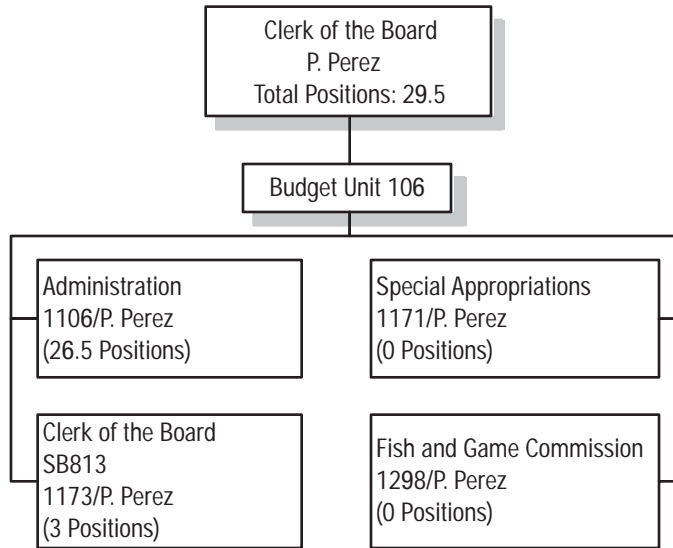 Clerk of the Board
P. Perez
Total Positions: 29.5
Budget Unit 106
Administration
1106/P. Perez
(26.5 Positions)
Special Appropriations
1171/P. Perez
(0 Positions)
Clerk of the Board
SB813
1173/P. Perez
(3 Positions)
Fish and Game Commission
1298/P. Perez
(0 Positions)